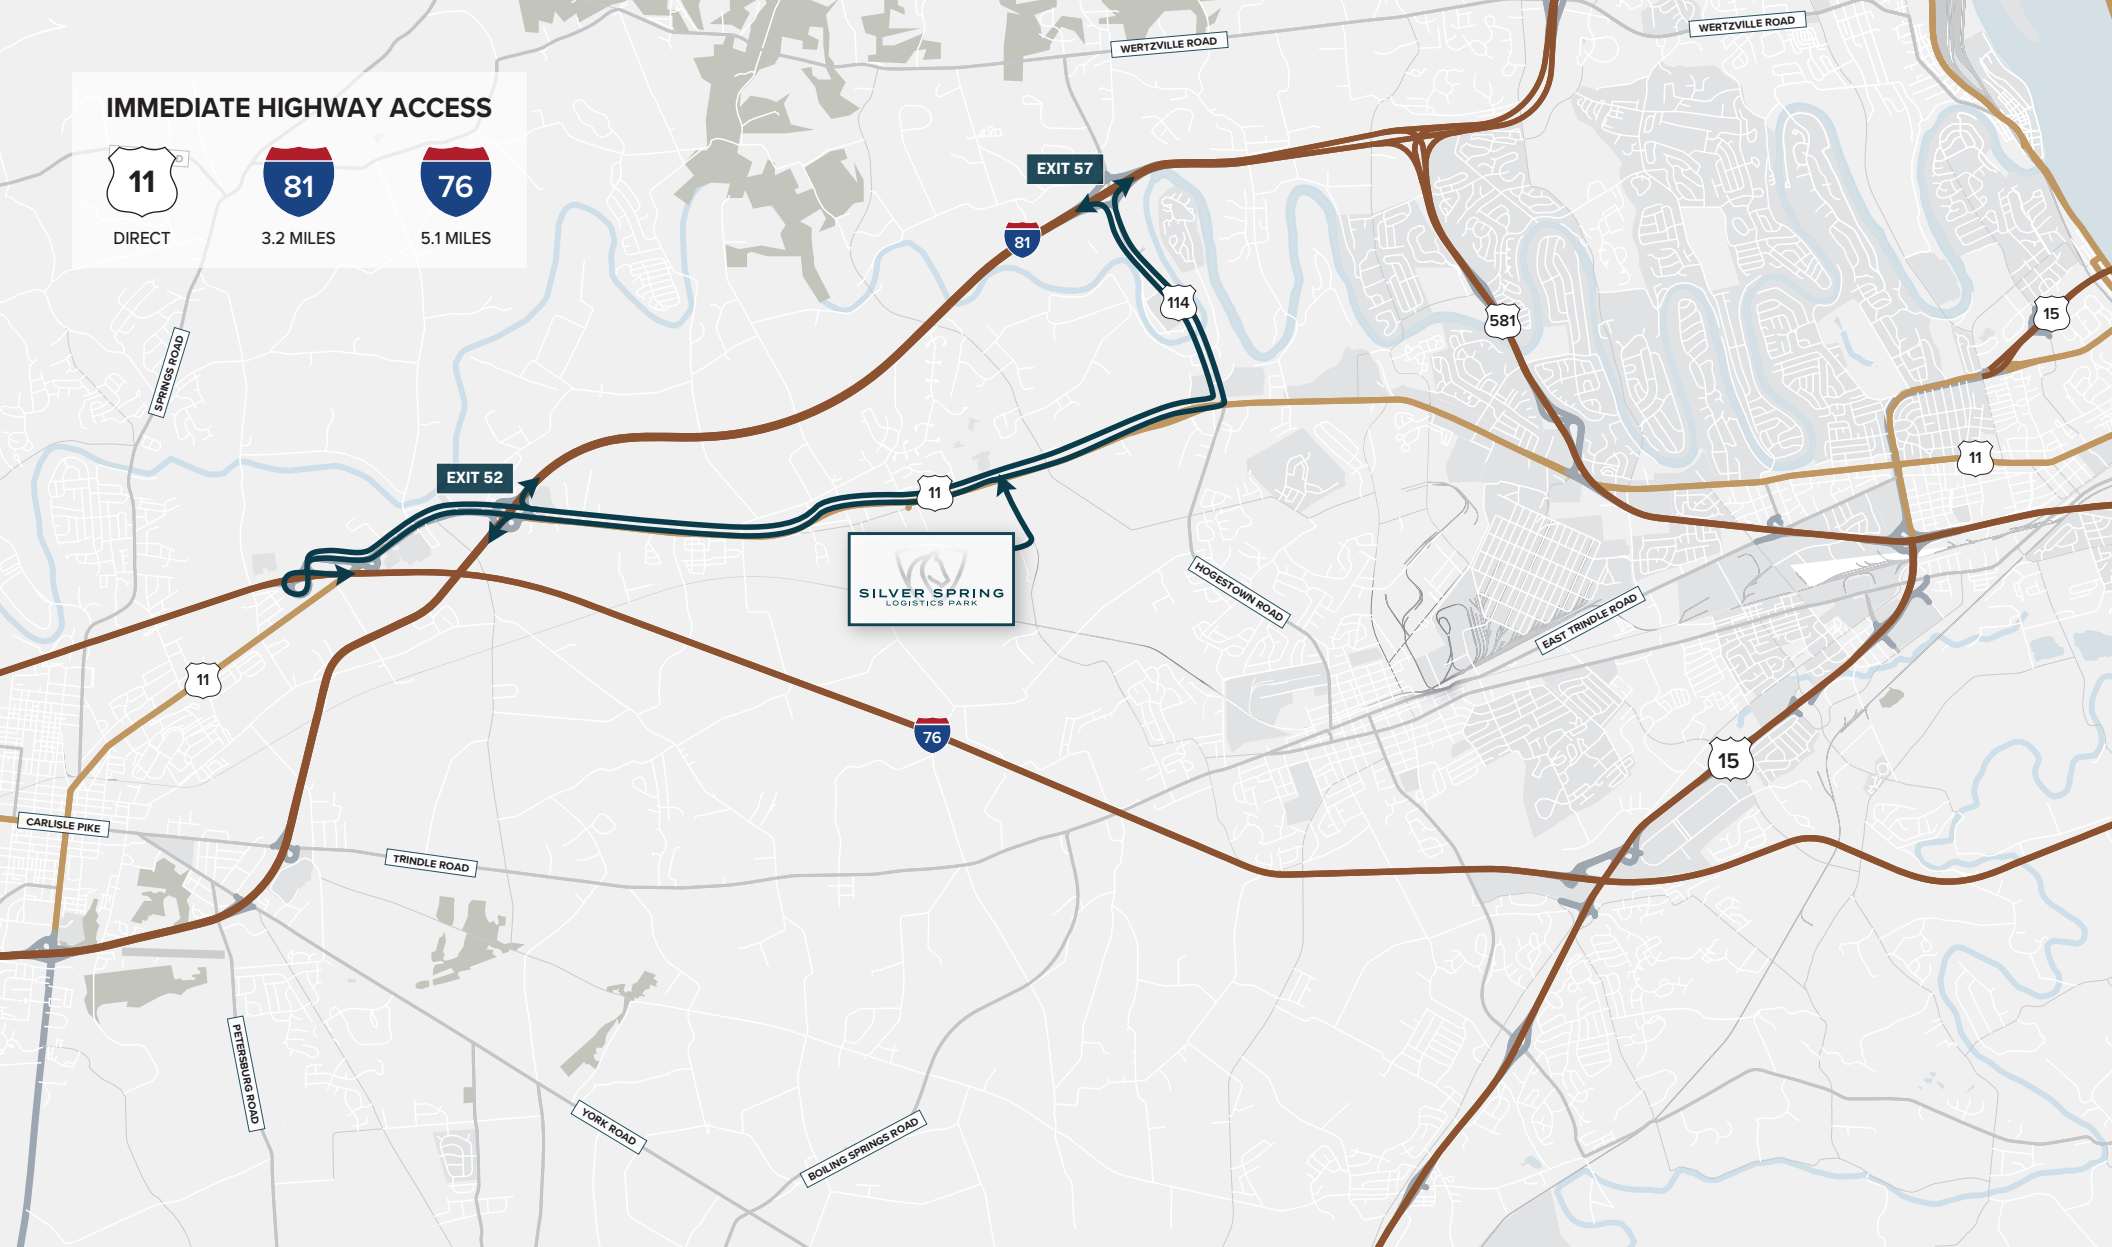 WERTZVILLE ROAD
WERTZVILLE ROAD
IMMEDIATE HIGHWAY ACCESS
11
81
76
DIRECT
3.2 MILES
5.1 MILES
EXIT 57
81
114
581
15
SPRINGS ROAD
EXIT 52
11
11
SILVER SPRING
LOGISTICS PARK
HOGESTOWN ROAD
EAST TRINDLE ROAD
11
76
15
CARLISLE PIKE
TRINDLE ROAD
PETERSBURG ROAD
YORK ROAD
BOILING SPRINGS ROAD